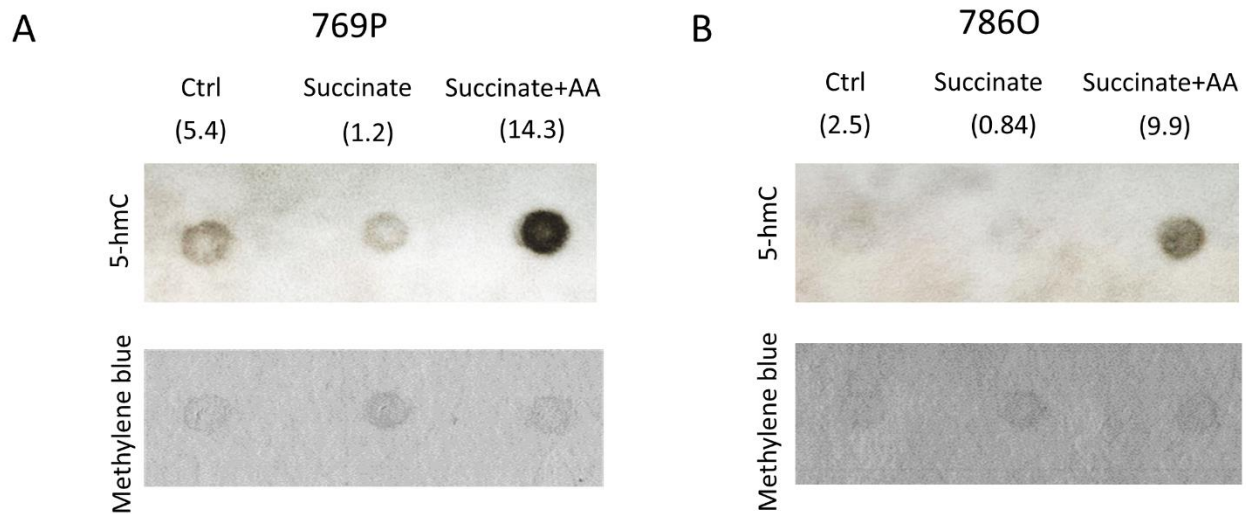 A
769P
Ctrl Succinate Succinate+AA
(5.4) (1.2) (14.3)
5-hmC
Methylene blue
B
786O
Ctrl Succinate Succinate+AA
(2.5) (0.84) (9.9)
5-hmC
Methylene blue